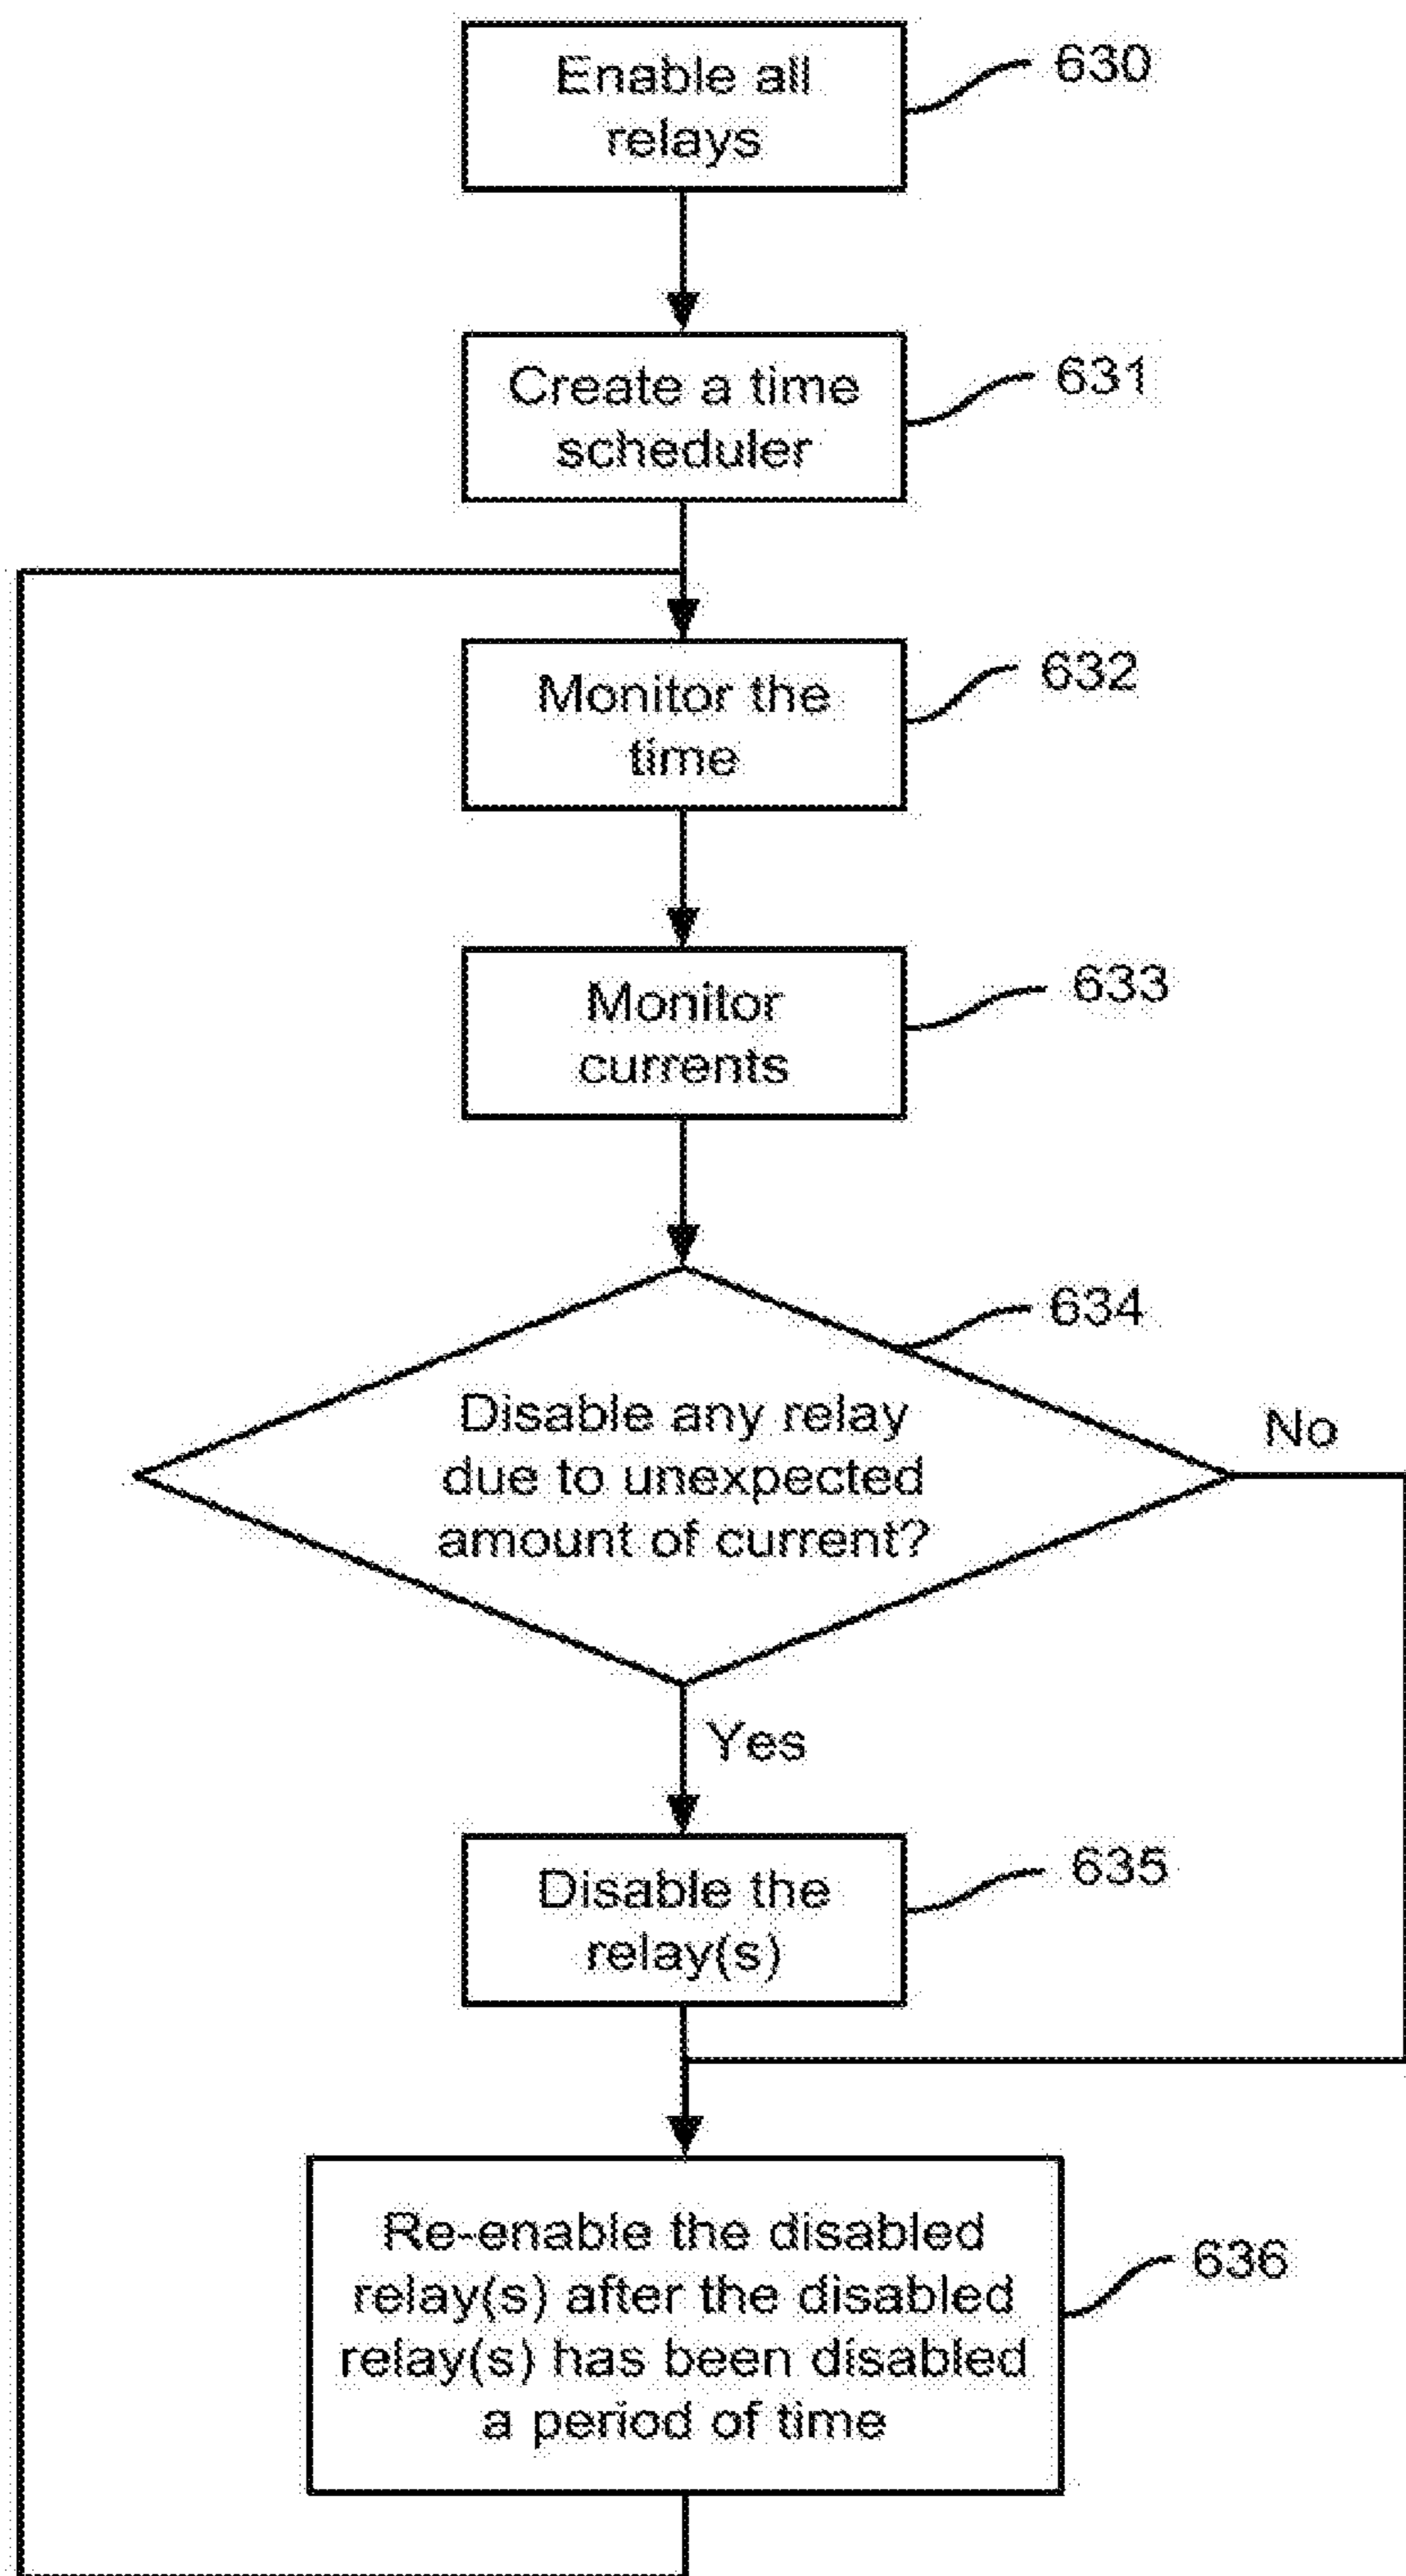 Enable all
relays
630
Create a time
scheduler
631
Monitor the
time
632
Monitor
currents
633
634
Disable any relay
due to unexpected
amount of current?
No
Yes
Disable the
relay(s)
635
Re-enable the disabled
relay(s) after the disabled
relay(s) has been disabled
a period of time
636